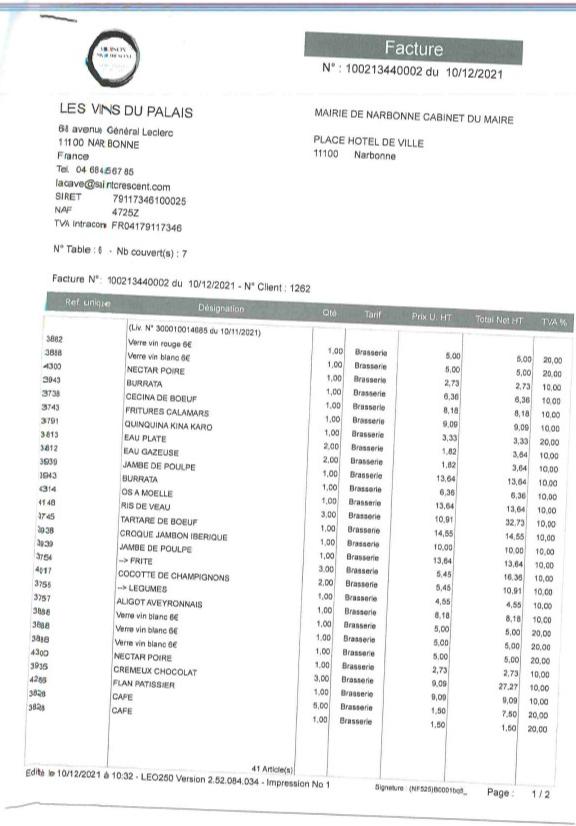 MAISON
SAINT CRESCENT
Facture
N° : 100213440002 du 10/12/2021
LES VINS DU PALAIS
MAIRIE DE NARBONNE CABINET DU MAIRE
68 avenue Général Leclerc
11100 NARBONNE
France
PLACE HOTEL DE VILLE
11100 Narbonne
Tel. 04 68 45 67 85
lacave@saintcrescent.com
SIRET 79117346100025
NAF 4725Z
TVA Intracom FR04179117346
N° Table : 6 - Nb couvert(s) : 7
Facture N° : 100213440002 du 10/12/2021 - N° Client : 1262
Ref. unique Désignation Qté Tarif Prix U. HT Total Net HT TVA %
(Liv. N° 300010014085 du 10/11/2021)
3882 Verre vin rouge 6€ 1,00 Brasserie 5,00 5,00 20,00
3888 Verre vin blanc 6€ 1,00 Brasserie 5,00 5,00 20,00
4300 NECTAR POIRE 1,00 Brasserie 2,73 2,73 10,00
3943 BURRATA 1,00 Brasserie 6,36 6,36 10,00
3738 CECINA DE BOEUF 1,00 Brasserie 8,18 8,18 10,00
3743 FRITURES CALAMARS 1,00 Brasserie 9,09 9,09 10,00
3791 QUINQUINA KINA KARO 1,00 Brasserie 3,33 3,33 20,00
3813 EAU PLATE 2,00 Brasserie 1,82 3,64 10,00
3812 EAU GAZEUSE 2,00 Brasserie 1,82 3,64 10,00
3939 JAMBE DE POULPE 1,00 Brasserie 13,64 13,64 10,00
3943 BURRATA 1,00 Brasserie 6,36 6,36 10,00
4314 OS A MOELLE 1,00 Brasserie 13,64 13,64 10,00
4148 RIS DE VEAU 3,00 Brasserie 10,91 32,73 10,00
3745 TARTARE DE BOEUF 1,00 Brasserie 14,55 14,55 10,00
3938 CROQUE JAMBON IBERIQUE 1,00 Brasserie 10,00 10,00 10,00
3939 JAMBE DE POULPE 1,00 Brasserie 13,64 13,64 10,00
3754 --> FRITE 3,00 Brasserie 5,45 16,36 10,00
4017 COCOTTE DE CHAMPIGNONS 2,00 Brasserie 5,45 10,91 10,00
3755 --> LEGUMES 1,00 Brasserie 4,55 4,55 10,00
3757 ALIGOT AVEYRONNAIS 1,00 Brasserie 8,18 8,18 10,00
3888 Verre vin blanc 6€ 1,00 Brasserie 5,00 5,00 20,00
3888 Verre vin blanc 6€ 1,00 Brasserie 5,00 5,00 20,00
3888 Verre vin blanc 6€ 1,00 Brasserie 5,00 5,00 20,00
4300 NECTAR POIRE 1,00 Brasserie 2,73 2,73 10,00
3935 CREMEUX CHOCOLAT 3,00 Brasserie 9,09 27,27 10,00
4265 FLAN PATISSIER 1,00 Brasserie 9,09 9,09 10,00
3828 CAFE 5,00 Brasserie 1,50 7,50 20,00
3828 CAFE 1,00 Brasserie 1,50 1,50 20,00
41 Article(s)
Edité le 10/12/2021 à 10:32 - LEO250 Version 2.52.084.034 - Impression No 1
Signature : (NF525)
Page : 1 / 2